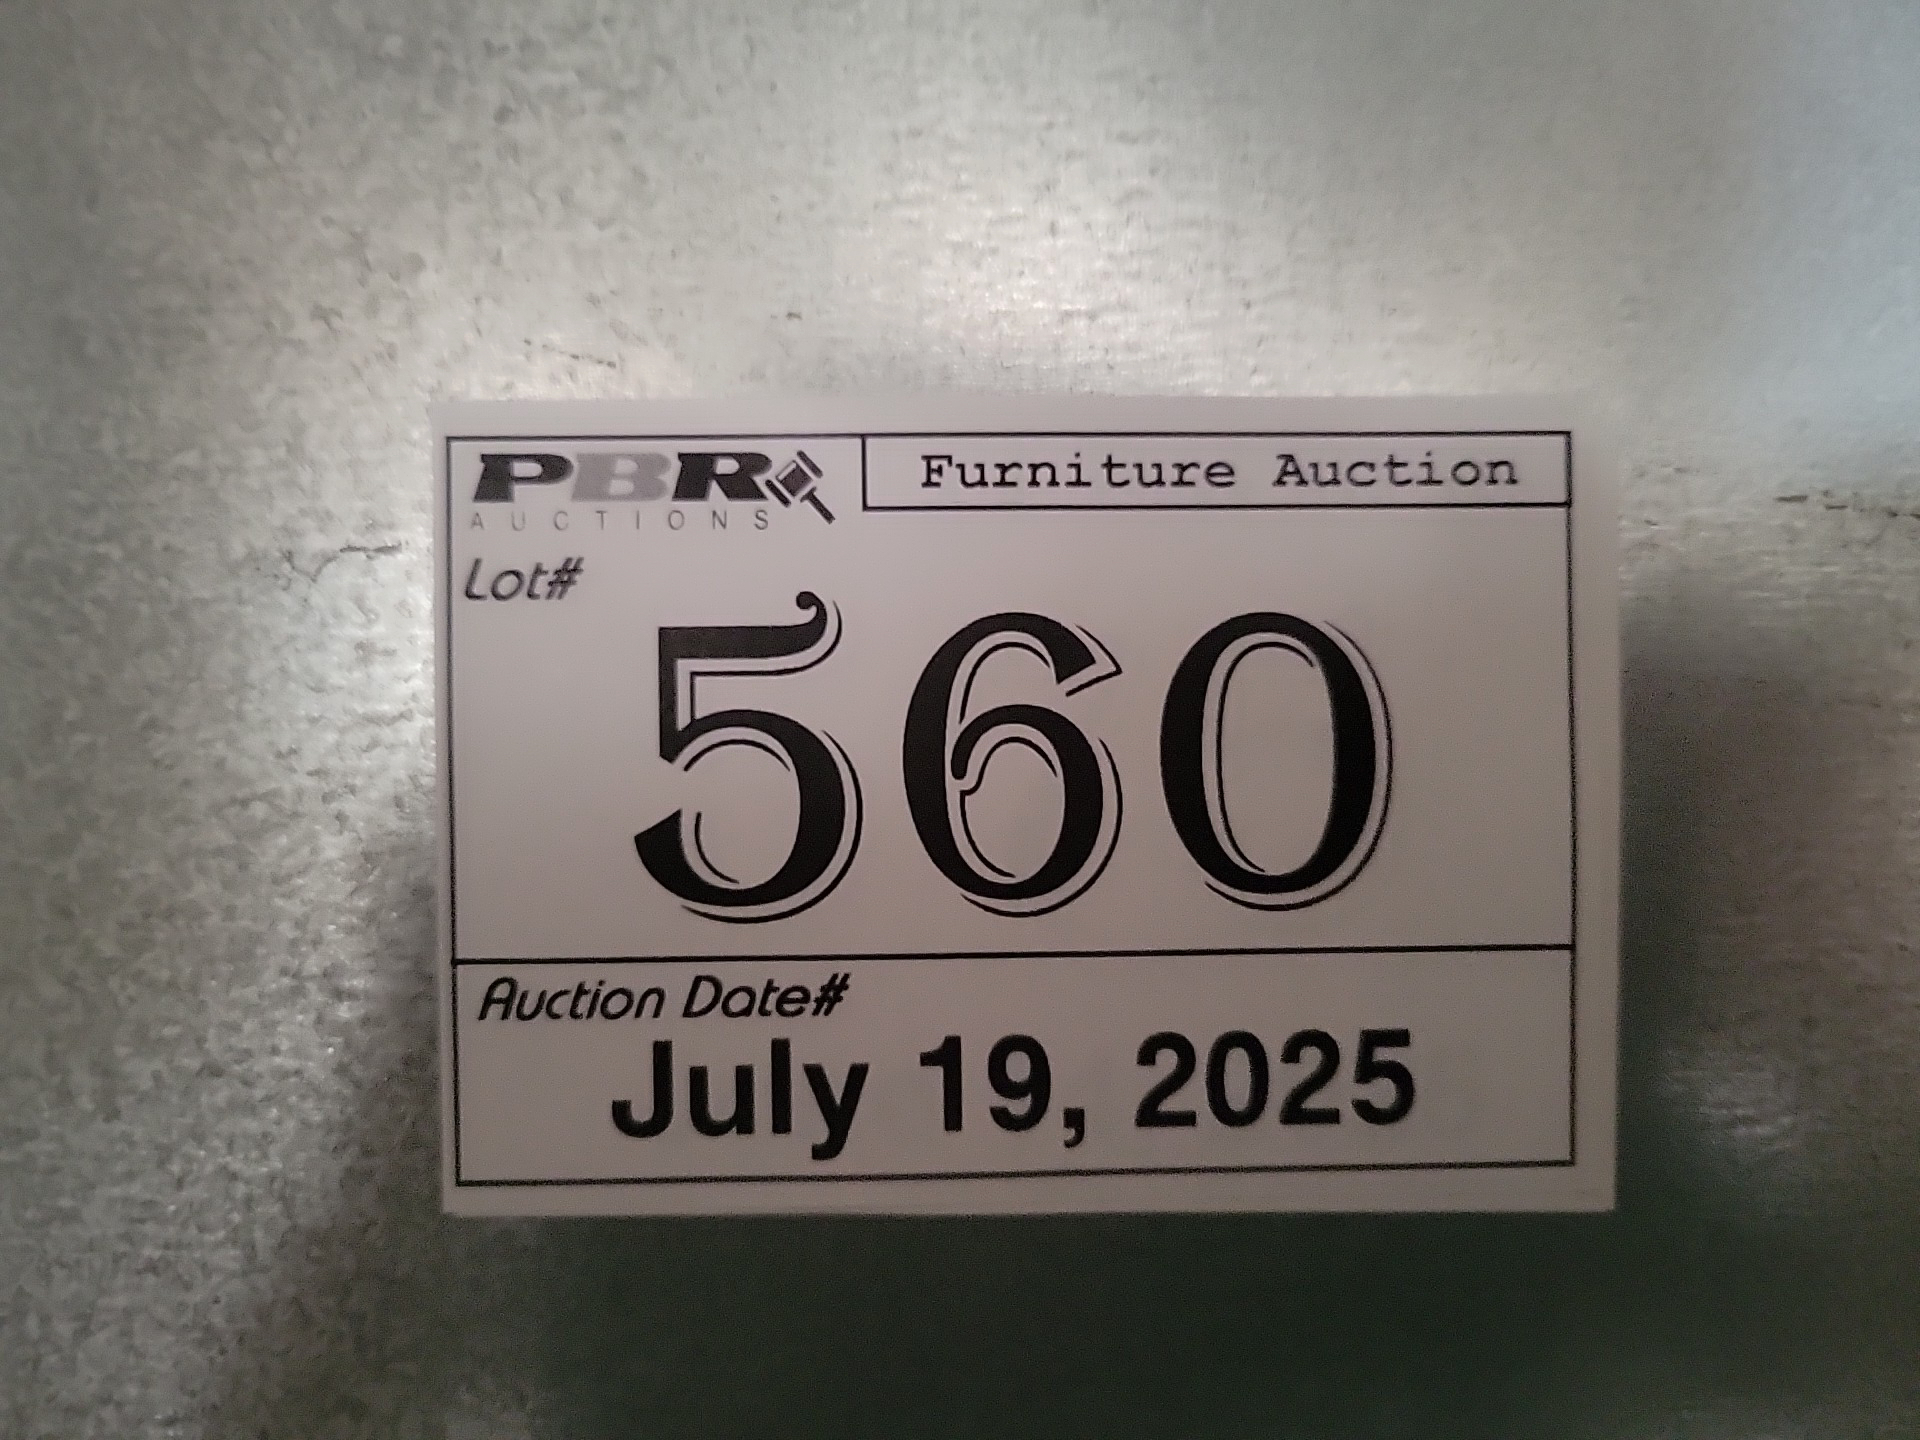 PBR
AUCTIONS
Furniture Auction
Lot#
560
Auction Date#
July 19, 2025